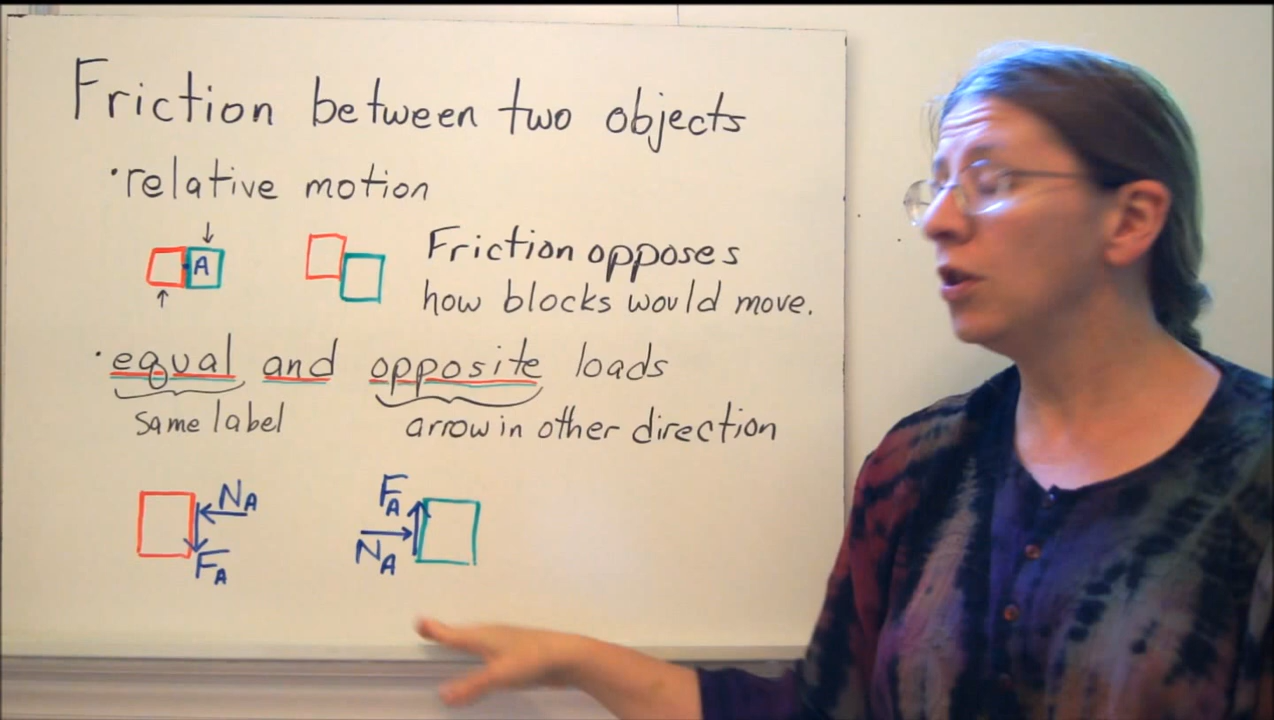 Friction between two objects
• relative motion
A
Friction opposes
how blocks would move.
• equal and opposite loads
same label
arrow in other direction
NA
FA
FA
NA